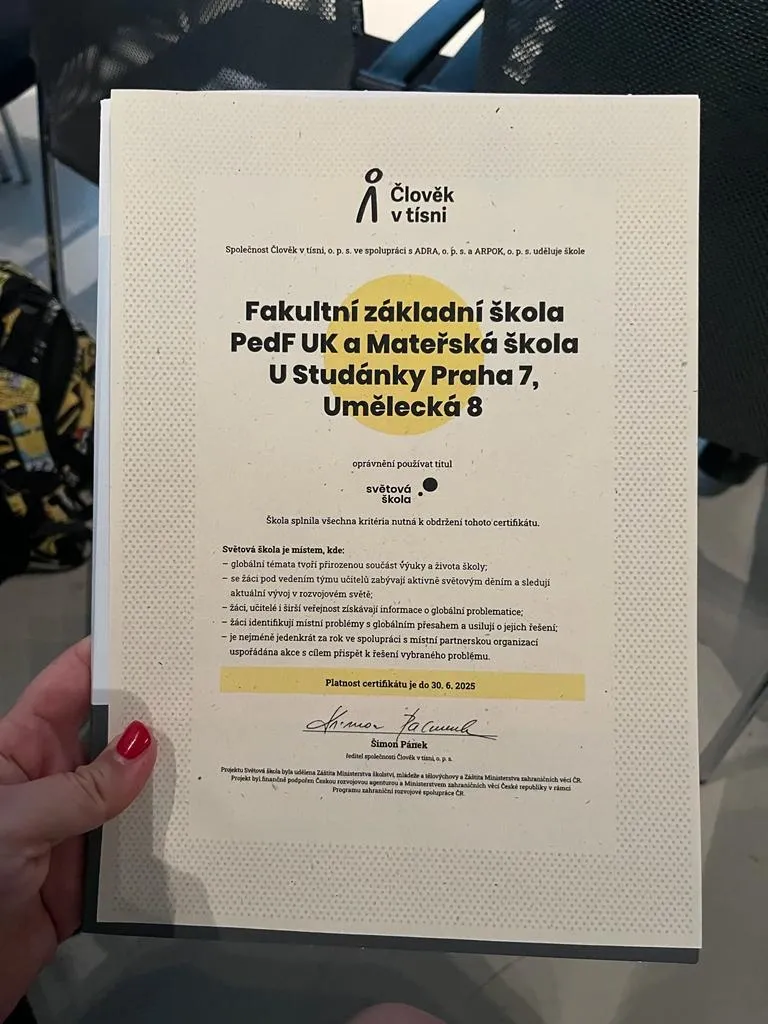 Člověk
v tísni
Společnost Člověk v tísni, o. p. s. ve spolupráci s ADRA, o. p. s. a ARPOK, o. p. s. uděluje škole
Fakultní základní škola
PedF UK a Mateřská škola
U Studánky Praha 7,
Umělecká 8
oprávnění používat titul
světová
škola
Škola splnila všechna kritéria nutná k obdržení tohoto certifikátu.
Světová škola je místem, kde:
– globální témata tvoří přirozenou součást výuky a života školy;
– se žáci pod vedením týmu učitelů zabývají aktivně světovým děním a sledují
aktuální vývoj v rozvojovém světě;
– žáci, učitelé i širší veřejnost získávají informace o globální problematice;
– žáci identifikují místní problémy s globálním přesahem a usilují o jejich řešení;
– je nejméně jedenkrát za rok ve spolupráci s místní partnerskou organizací
uspořádána akce s cílem přispět k řešení vybraného problému.
Platnost certifikátu je do 30. 6. 2025
Šimon Pánek
ředitel společnosti Člověk v tísni, o. p. s.
Projektu Světová škola byla udělena Záštita Ministerstva školství, mládeže a tělovýchovy a Záštita Ministerstva zahraničních věcí ČR.
Projekt byl finančně podpořen Českou rozvojovou agenturou a Ministerstvem zahraničních věcí České republiky v rámci
Programu zahraniční rozvojové spolupráce ČR.